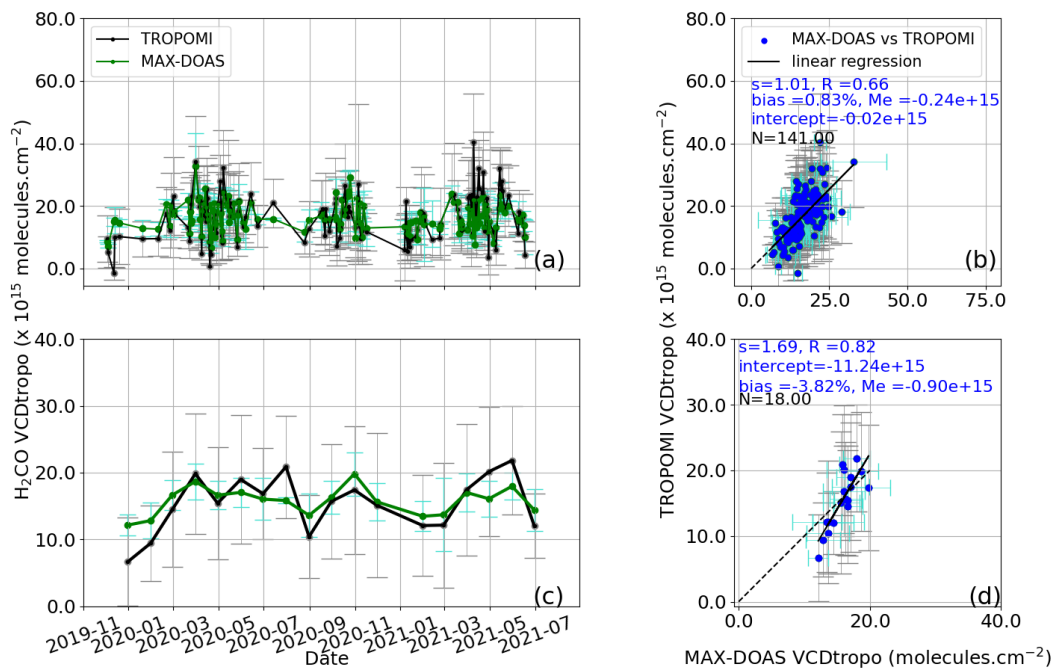 80.0
60.0
40.0
20.0
0.0
TROPOMI
MAX-DOAS
(a)
80.0
60.0
40.0
20.0
0.0
MAX-DOAS vs TROPOMI
linear regression
s=1.01, R =0.66
bias =0.83%, Me =-0.24e+15
intercept=-0.02e+15
N=141.00
(b)
0.0
25.0
50.0
75.0
H₂CO VCDtropo (x 10¹⁵ molecules.cm⁻²)
TROPOMI VCDtropo (x 10¹⁵ molecules.cm⁻²)
40.0
30.0
20.0
10.0
0.0
(c)
2019-11
2020-01
2020-03
2020-05
2020-07
2020-09
2020-11
2021-01
2021-03
2021-05
2021-07
Date
40.0
30.0
20.0
10.0
0.0
s=1.69, R =0.82
intercept=-11.24e+15
bias =-3.82%, Me =-0.90e+15
N=18.00
(d)
0.0
20.0
40.0
MAX-DOAS VCDtropo (molecules.cm⁻²)